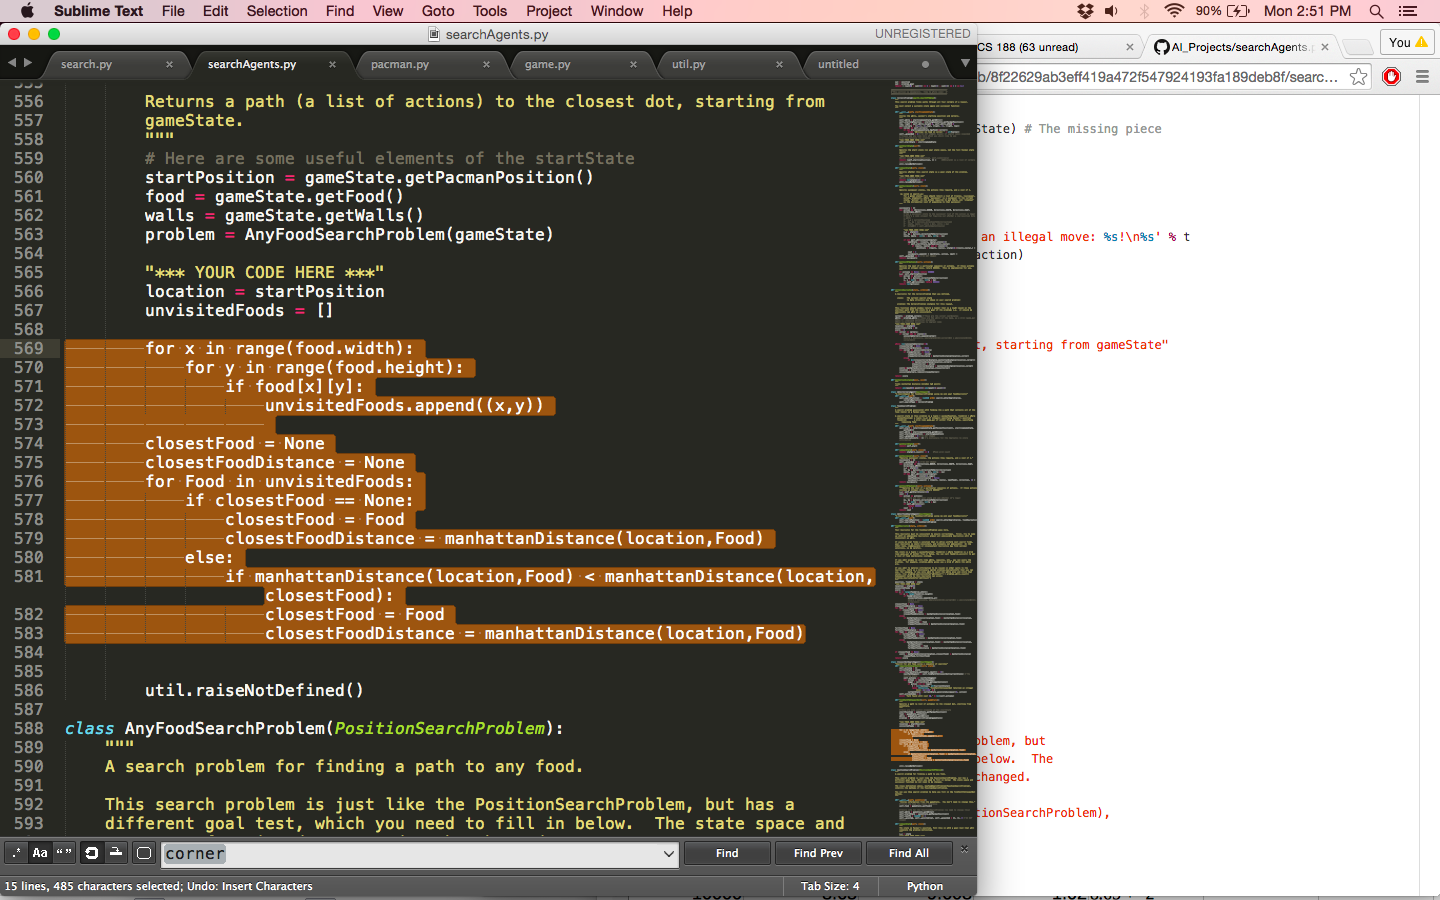 Sublime Text File Edit Selection Find View Goto Tools Project Window Help
90% Mon 2:51 PM
searchAgents.py
UNREGISTERED
search.py × searchAgents.py × pacman.py × game.py × util.py × untitled
CS 188 (63 unread) ×
AI_Projects/searchAgents. ×
You
b/8f22629ab3eff419a472f547924193fa189deb8f/searc...
556 Returns a path (a list of actions) to the closest dot, starting from
557 gameState.
558 """
559 # Here are some useful elements of the startState
560 startPosition = gameState.getPacmanPosition()
561 food = gameState.getFood()
562 walls = gameState.getWalls()
563 problem = AnyFoodSearchProblem(gameState)
564
565 "*** YOUR CODE HERE ***"
566 location = startPosition
567 unvisitedFoods = []
568
569 for x in range(food.width):
570 for y in range(food.height):
571 if food[x][y]:
572 unvisitedFoods.append((x,y))
573
574 closestFood = None
575 closestFoodDistance = None
576 for Food in unvisitedFoods:
577 if closestFood == None:
578 closestFood = Food
579 closestFoodDistance = manhattanDistance(location,Food)
580 else:
581 if manhattanDistance(location,Food) < manhattanDistance(location,
closestFood):
582 closestFood = Food
583 closestFoodDistance = manhattanDistance(location,Food)
584
585
586 util.raiseNotDefined()
587
588 class AnyFoodSearchProblem(PositionSearchProblem):
589 """
590 A search problem for finding a path to any food.
591
592 This search problem is just like the PositionSearchProblem, but has a
593 different goal test, which you need to fill in below. The state space and
State) # The missing piece
an illegal move: %s!\n%s' % t
action)
t, starting from gameState"
oblem, but
below. The
changed.
tionSearchProblem),
.* Aa “ ” corner Find Find Prev Find All ×
15 lines, 485 characters selected; Undo: Insert Characters
Tab Size: 4
Python